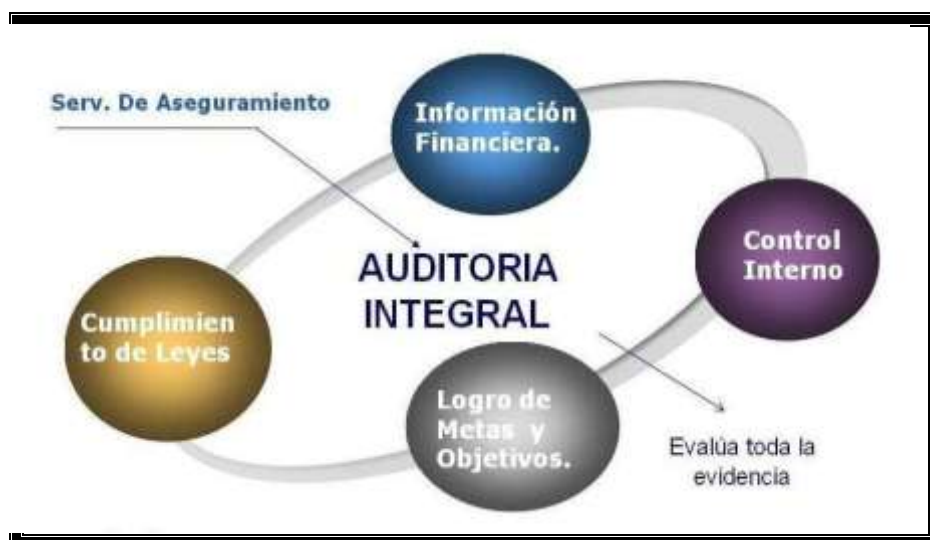 Serv. De Aseguramiento
Información
Financiera.
Control
Interno
AUDITORIA
INTEGRAL
Cumplimien
to de Leyes
Logro de
Metas y
Objetivos.
Evalúa toda la
evidencia